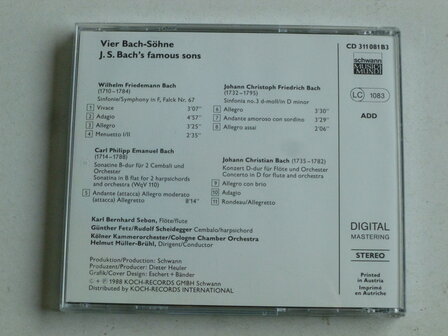 Vier Bach-Söhne
J. S. Bach's famous sons
CD 311081B3
schwann
MUSICA
MUNDI
LC 1083
ADD
Wilhelm Friedemann Bach
(1710–1784)
Sinfonie/Symphony in F, Falck Nr. 67
1 Vivace 3'07"
2 Adagio 4'57"
3 Allegro 3'25"
4 Menuetto I/II 2'35"
Carl Philipp Emanuel Bach
(1714–1788)
Sonatine B-dur für 2 Cembali und
Orchester
Sonatina in B flat for 2 harpsichords
and orchestra (WqV 110)
5 Andante (attacca) Allegro moderato
(attacca) Allegretto 8'14"
Johann Christoph Friedrich Bach
(1732–1795)
Sinfonia no.3 d-moll/in D minor
6 Allegro 3'30"
7 Andante amoroso con sordino 3'29"
8 Allegro assai 2'06"
Johann Christian Bach (1735–1782)
Konzert D-dur für Flöte und Orchester
Concerto in D for flute and orchestra
9 Allegro con brio
10 Adagio
11 Rondeau/Allegretto
Karl Bernhard Sebon, Flöte/flute
Günther Fetz/Rudolf Scheidegger Cembalo/harpsichord
Kölner Kammerorchester/Cologne Chamber Orchestra
Helmut Müller-Brühl, Dirigent/Conductor
Produktion/Production: Schwann
Produzent/Producer: Dieter Heuler
Grafik/Cover Design: Eichert + Bänder
© + ℗ 1988 KOCH-RECORDS GMBH Schwann
Distributed by KOCH-RECORDS INTERNATIONAL
DIGITAL
MASTERING
STEREO
Printed
in Austria
Imprimé
en Autriche